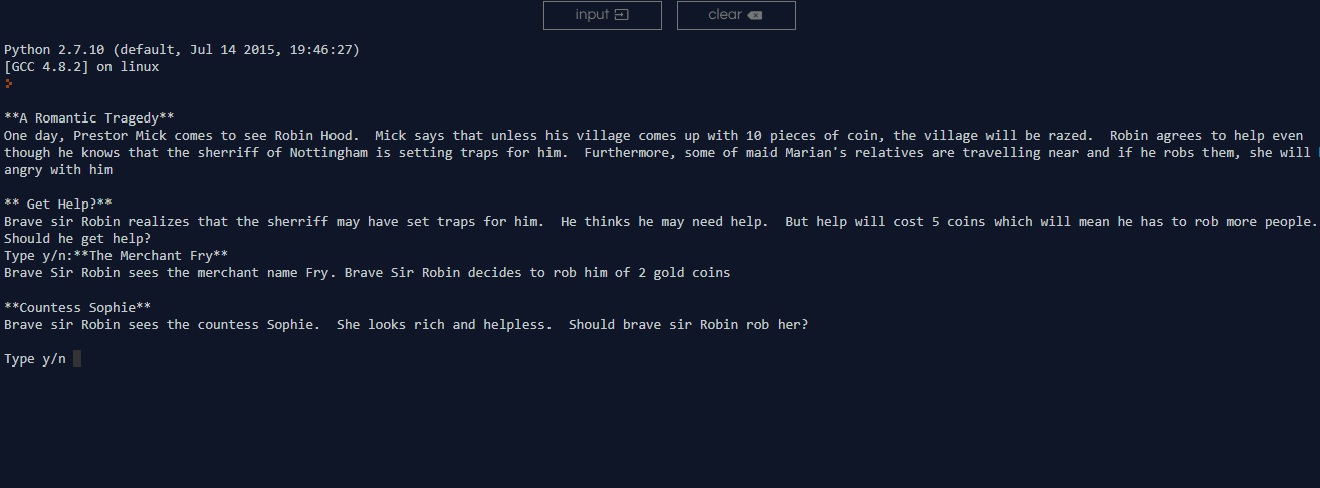 input
clear
Python 2.7.10 (default, Jul 14 2015, 19:46:27)
[GCC 4.8.2] on linux
**A Romantic Tragedy**
One day, Prestor Mick comes to see Robin Hood.  Mick says that unless his village comes up with 10 pieces of coin, the village will be razed.  Robin agrees to help even
though he knows that the sherriff of Nottingham is setting traps for him.  Furthermore, some of maid Marian's relatives are travelling near and if he robs them, she will
angry with him
** Get Help?**
Brave sir Robin realizes that the sherriff may have set traps for him.  He thinks he may need help.  But help will cost 5 coins which will mean he has to rob more people.
Should he get help?
Type y/n:**The Merchant Fry**
Brave Sir Robin sees the merchant name Fry. Brave Sir Robin decides to rob him of 2 gold coins
**Countess Sophie**
Brave sir Robin sees the countess Sophie.  She looks rich and helpless.  Should brave sir Robin rob her?
Type y/n